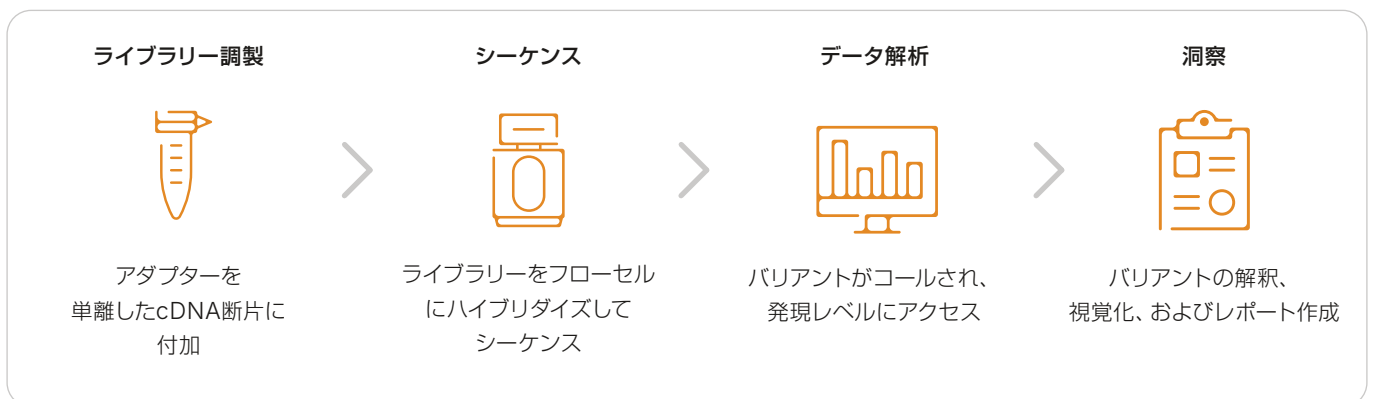 ライブラリー調製
アダプターを
単離したcDNA断片に
付加
シーケンス
ライブラリーをフローセル
にハイブリダイズして
シーケンス
データ解析
バリアントがコールされ、
発現レベルにアクセス
洞察
バリアントの解釈、
視覚化、およびレポート作成